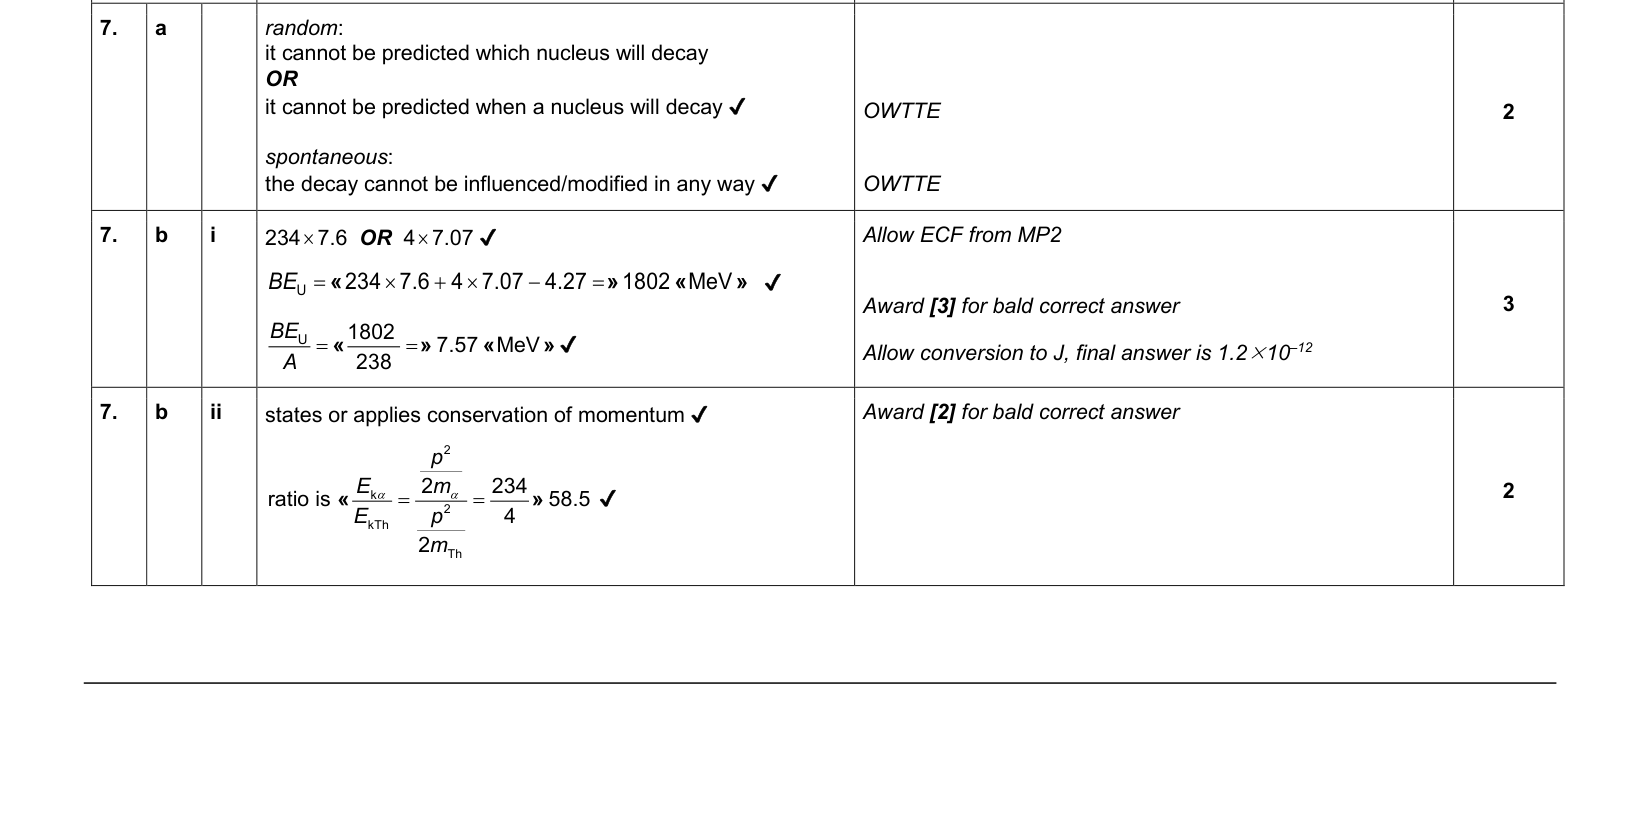 7. a random:
it cannot be predicted which nucleus will decay
OR
it cannot be predicted when a nucleus will decay ✓ OWTTE 2
spontaneous:
the decay cannot be influenced/modified in any way ✓ OWTTE
7. b i 234×7.6 OR 4×7.07 ✓ Allow ECF from MP2
BE_U = «234×7.6+4×7.07−4.27=» 1802 «MeV» ✓
Award [3] for bald correct answer 3
BE_U/A = «1802/238 =» 7.57 «MeV» ✓
Allow conversion to J, final answer is 1.2×10⁻¹²
7. b ii states or applies conservation of momentum ✓ Award [2] for bald correct answer
ratio is «E_kα/E_kTh = (p²/2m_α)/(p²/2m_Th) = 234/4» 58.5 ✓ 2